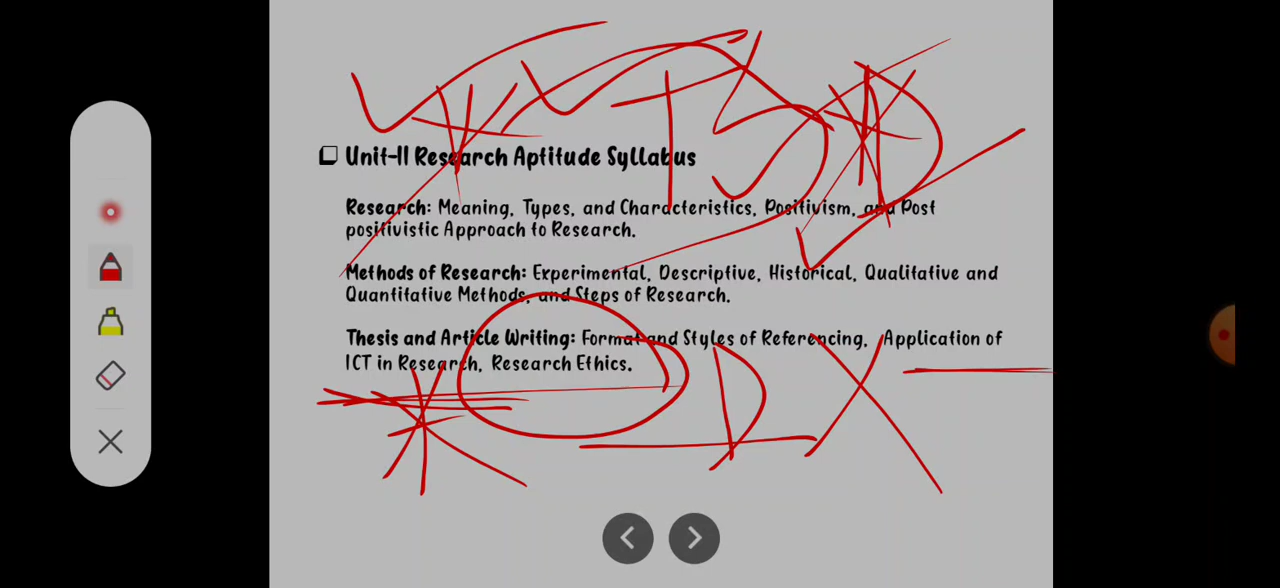 Unit-II Research Aptitude Syllabus
Research: Meaning, Types, and Characteristics, Positivism, and Post
positivistic Approach to Research.
Methods of Research: Experimental, Descriptive, Historical, Qualitative and
Quantitative Methods, and Steps of Research.
Thesis and Article Writing: Format and Styles of Referencing, Application of
ICT in Research, Research Ethics.